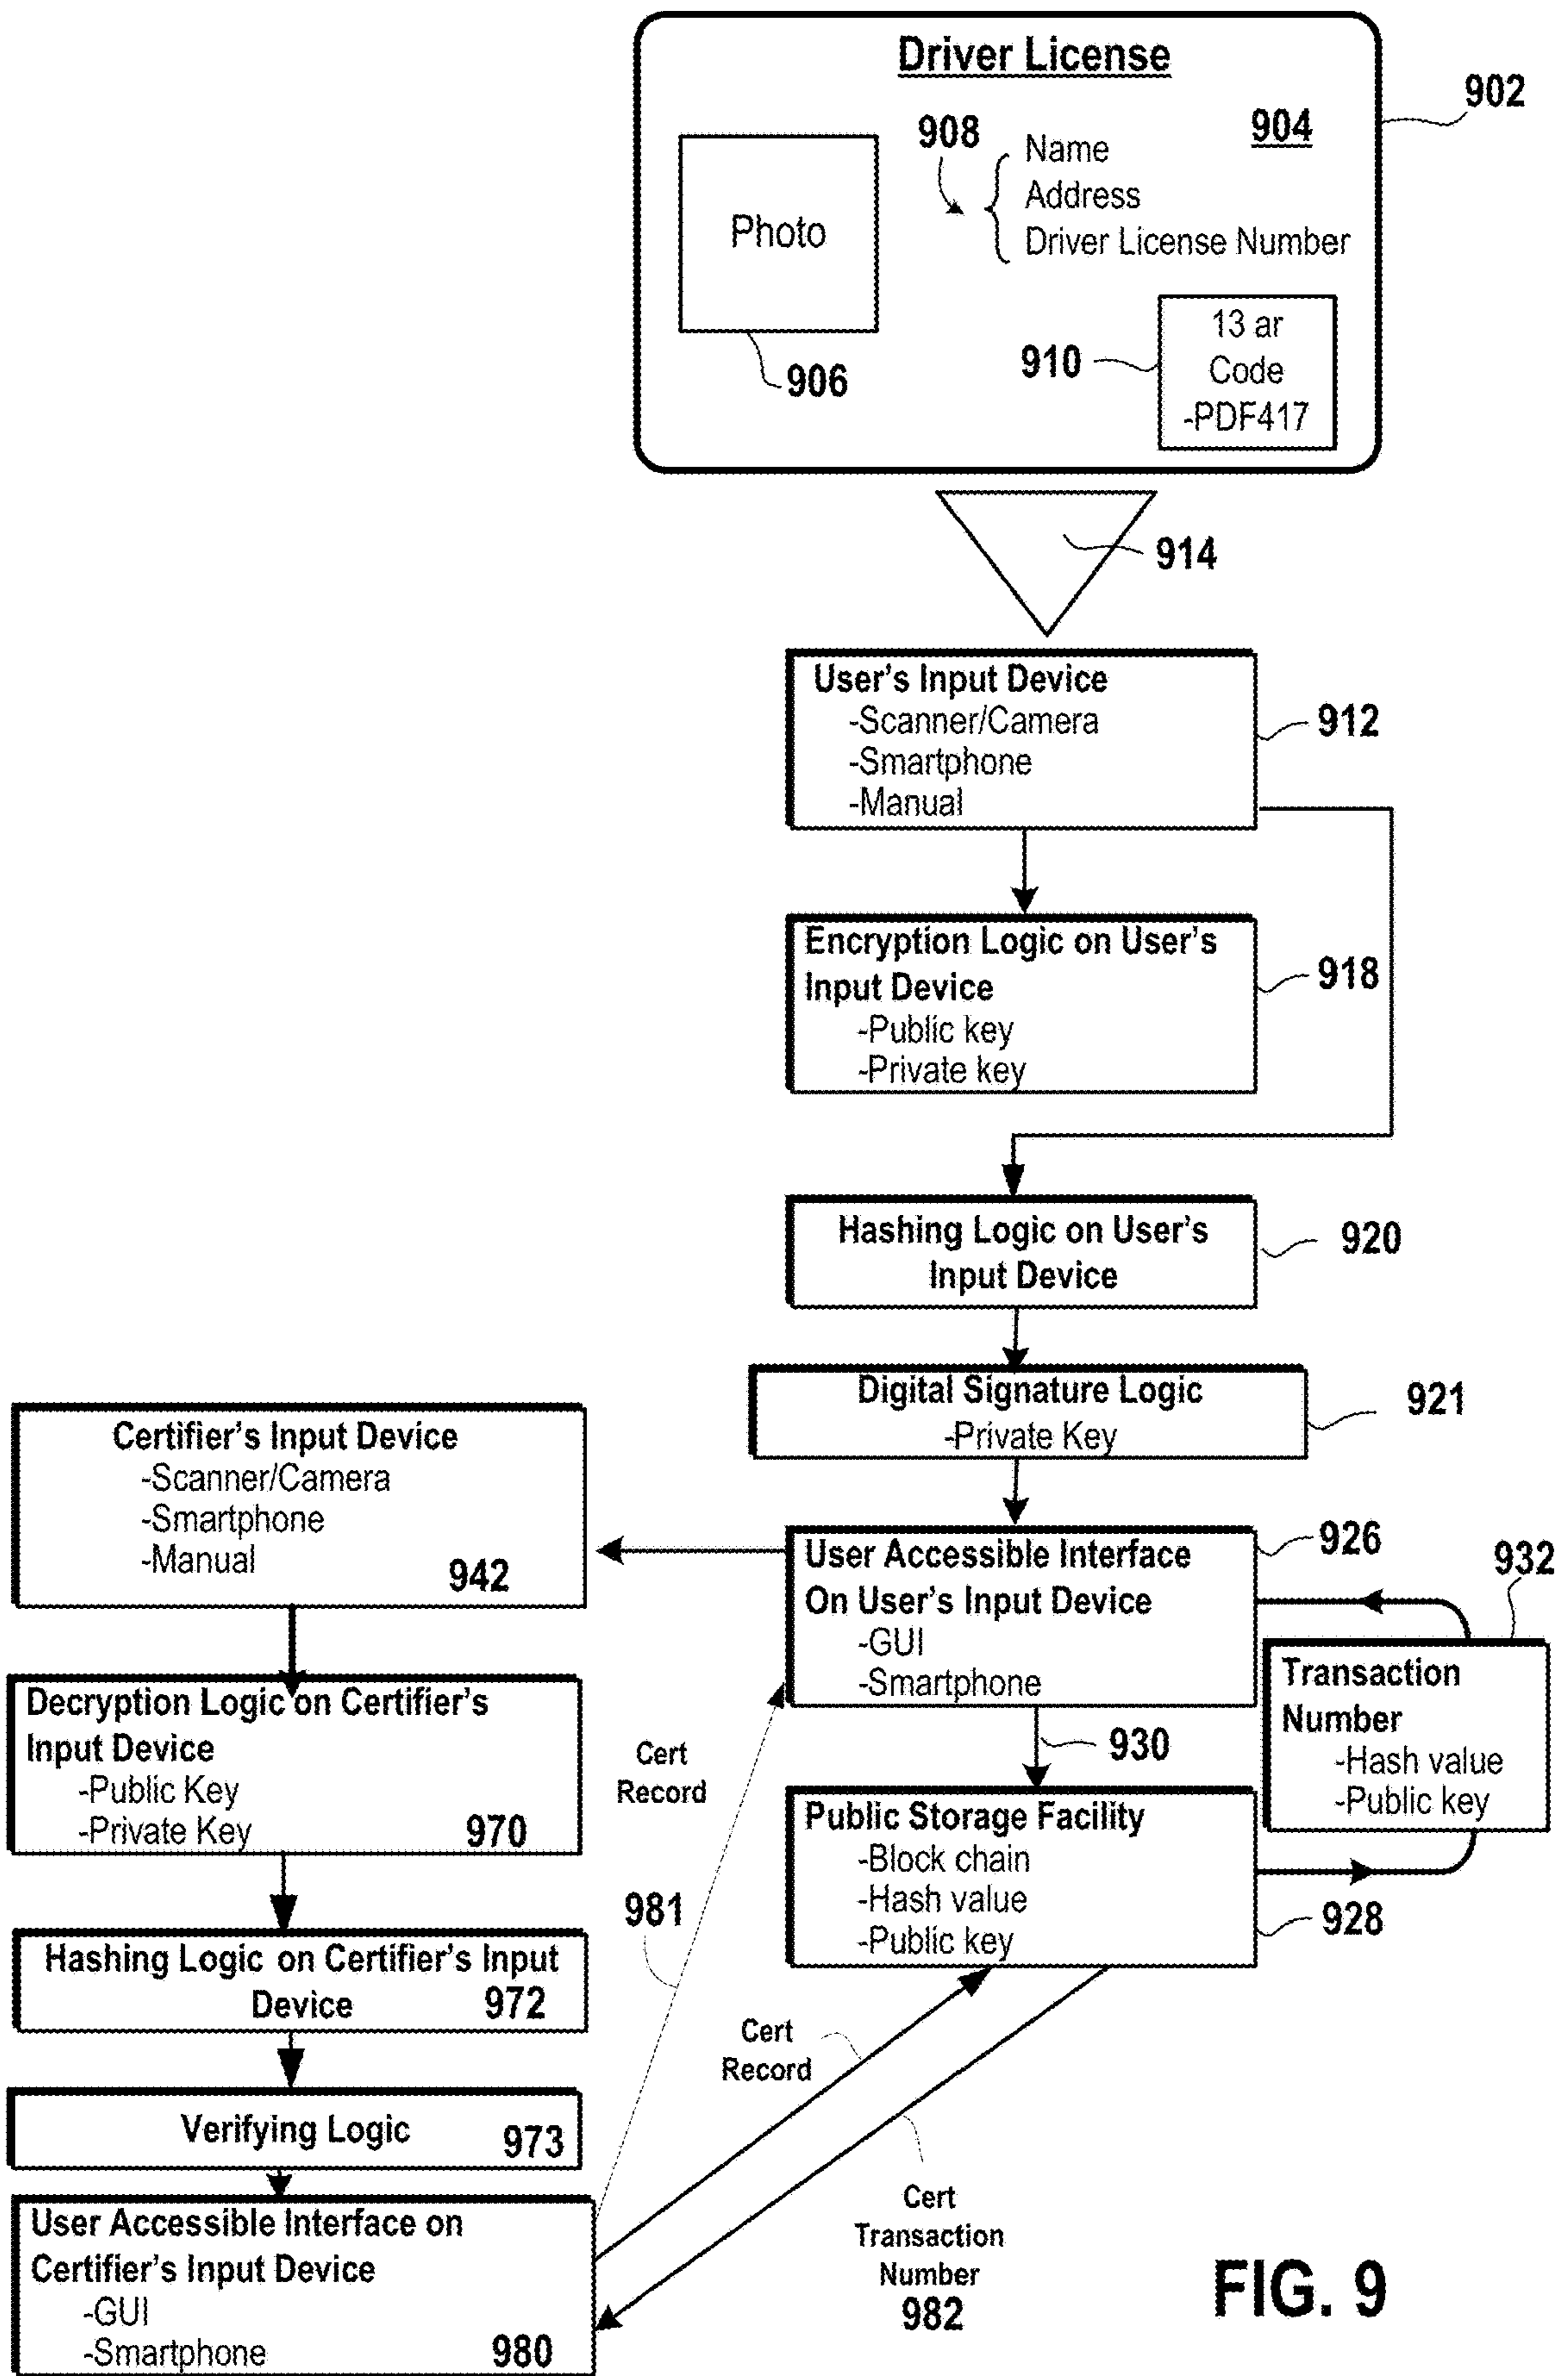 Driver License
902
908
904
Name
Address
Driver License Number
Photo
906
910
13 ar
Code
-PDF417
914
User's Input Device
-Scanner/Camera
-Smartphone
-Manual
912
Encryption Logic on User's
Input Device
-Public key
-Private key
918
Hashing Logic on User's
Input Device
920
Digital Signature Logic
-Private Key
921
Certifier's Input Device
-Scanner/Camera
-Smartphone
-Manual
942
User Accessible Interface
On User's Input Device
-GUI
-Smartphone
926
932
Transaction
Number
-Hash value
-Public key
930
Decryption Logic on Certifier's
Input Device
-Public Key
-Private Key
970
Cert
Record
Public Storage Facility
-Block chain
-Hash value
-Public key
928
981
Hashing Logic on Certifier's Input
Device
972
Cert
Record
Verifying Logic
973
User Accessible Interface on
Certifier's Input Device
-GUI
-Smartphone
980
Cert
Transaction
Number
982
FIG. 9